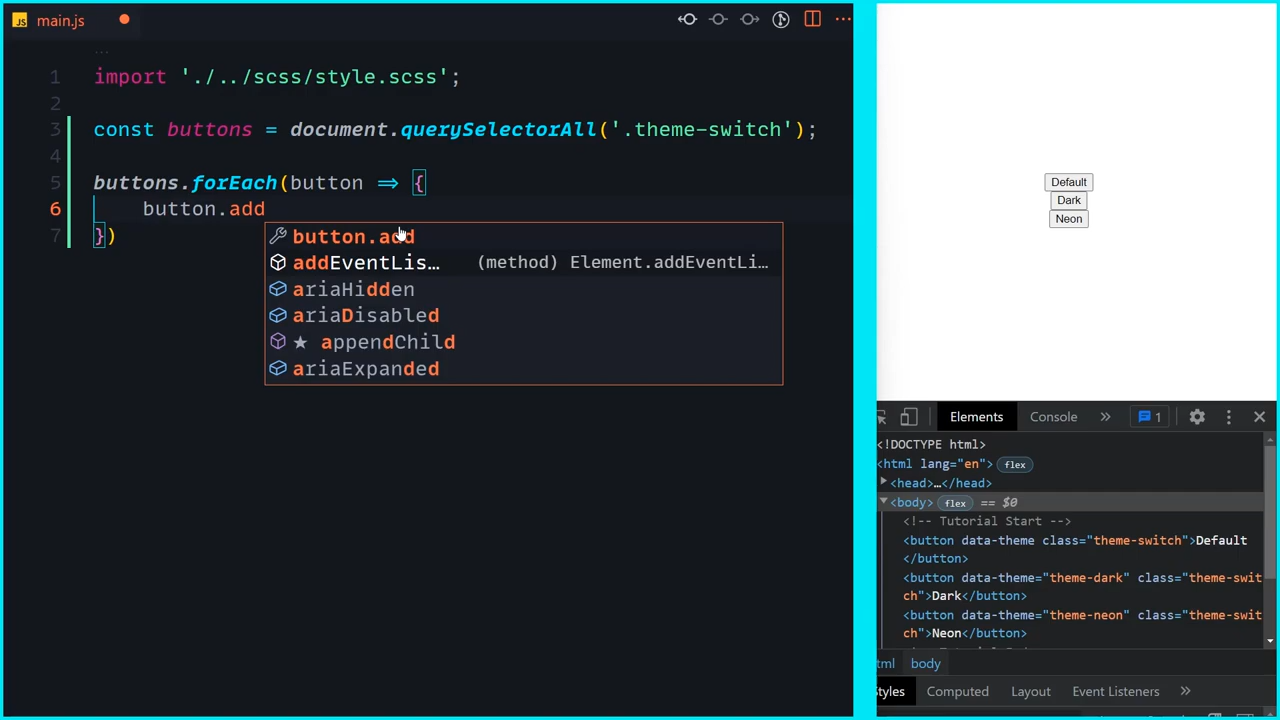 JS main.js
...
1 import './../scss/style.scss';
2
3 const buttons = document.querySelectorAll('.theme-switch');
4
5 buttons.forEach(button => {
6 button.add
7 })
button.add
addEventLis… (method) Element.addEventLi…
ariaHidden
ariaDisabled
★ appendChild
ariaExpanded
Default
Dark
Neon
Elements Console » 1
<!DOCTYPE html>
<html lang="en"> flex
<head>…</head>
<body> flex == $0
<!-- Tutorial Start -->
<button data-theme class="theme-switch">Default
</button>
<button data-theme="theme-dark" class="theme-swit
ch">Dark</button>
<button data-theme="theme-neon" class="theme-swit
ch">Neon</button>
tml body
Styles Computed Layout Event Listeners »